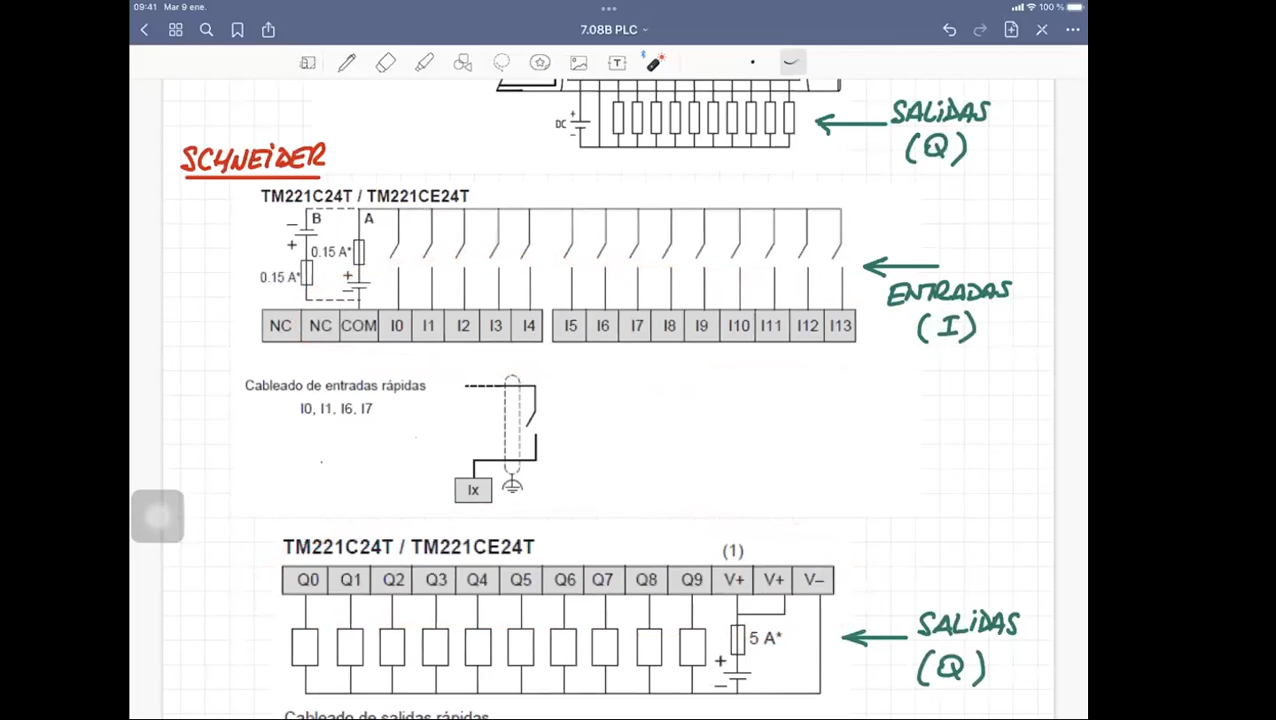 09:41 Mar 9 ene.
100 %
7.08B PLC
DC
+
−
SALIDAS
(Q)
SCHNEIDER
TM221C24T / TM221CE24T
− B A
+ 0.15 A*
0.15 A* +
−
NC NC COM I0 I1 I2 I3 I4 I5 I6 I7 I8 I9 I10 I11 I12 I13
ENTRADAS
(I)
Cableado de entradas rápidas
I0, I1, I6, I7
Ix
TM221C24T / TM221CE24T (1)
Q0 Q1 Q2 Q3 Q4 Q5 Q6 Q7 Q8 Q9 V+ V+ V–
5 A*
+
−
SALIDAS
(Q)
Cableado de salidas rápidas